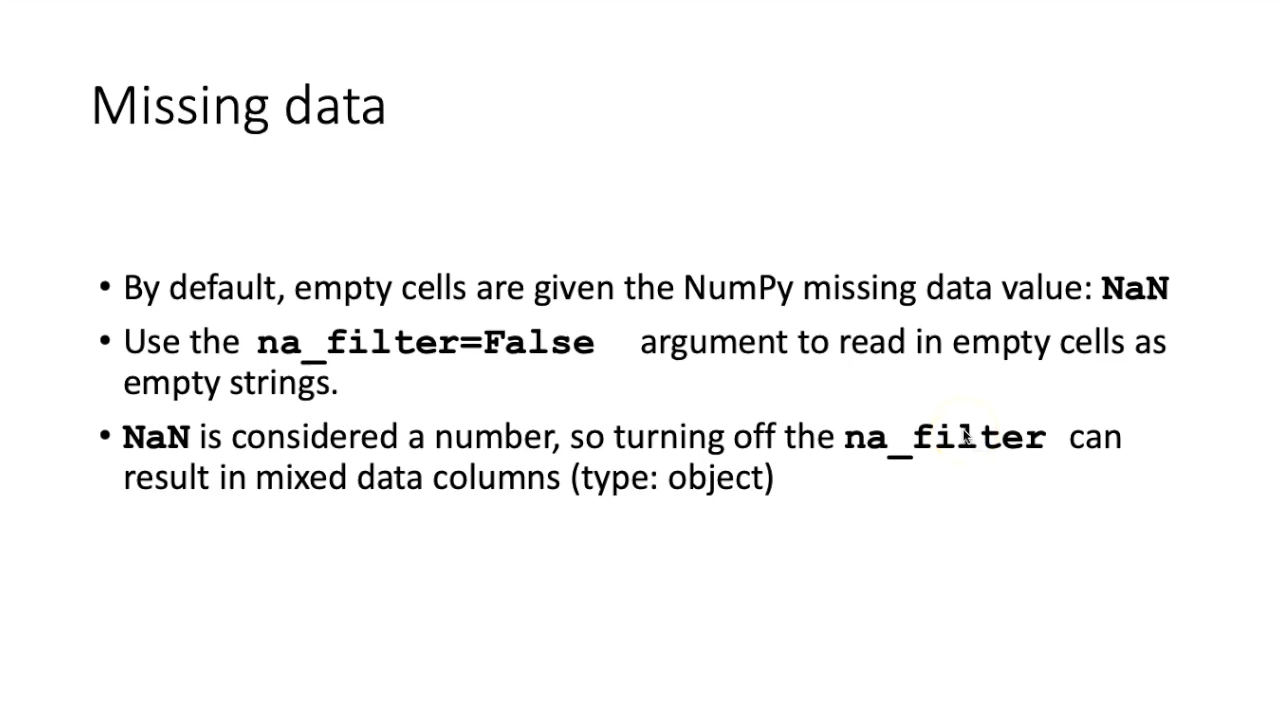 Missing data
• By default, empty cells are given the NumPy missing data value: NaN
• Use the na_filter=False argument to read in empty cells as
empty strings.
• NaN is considered a number, so turning off the na_filter can
result in mixed data columns (type: object)